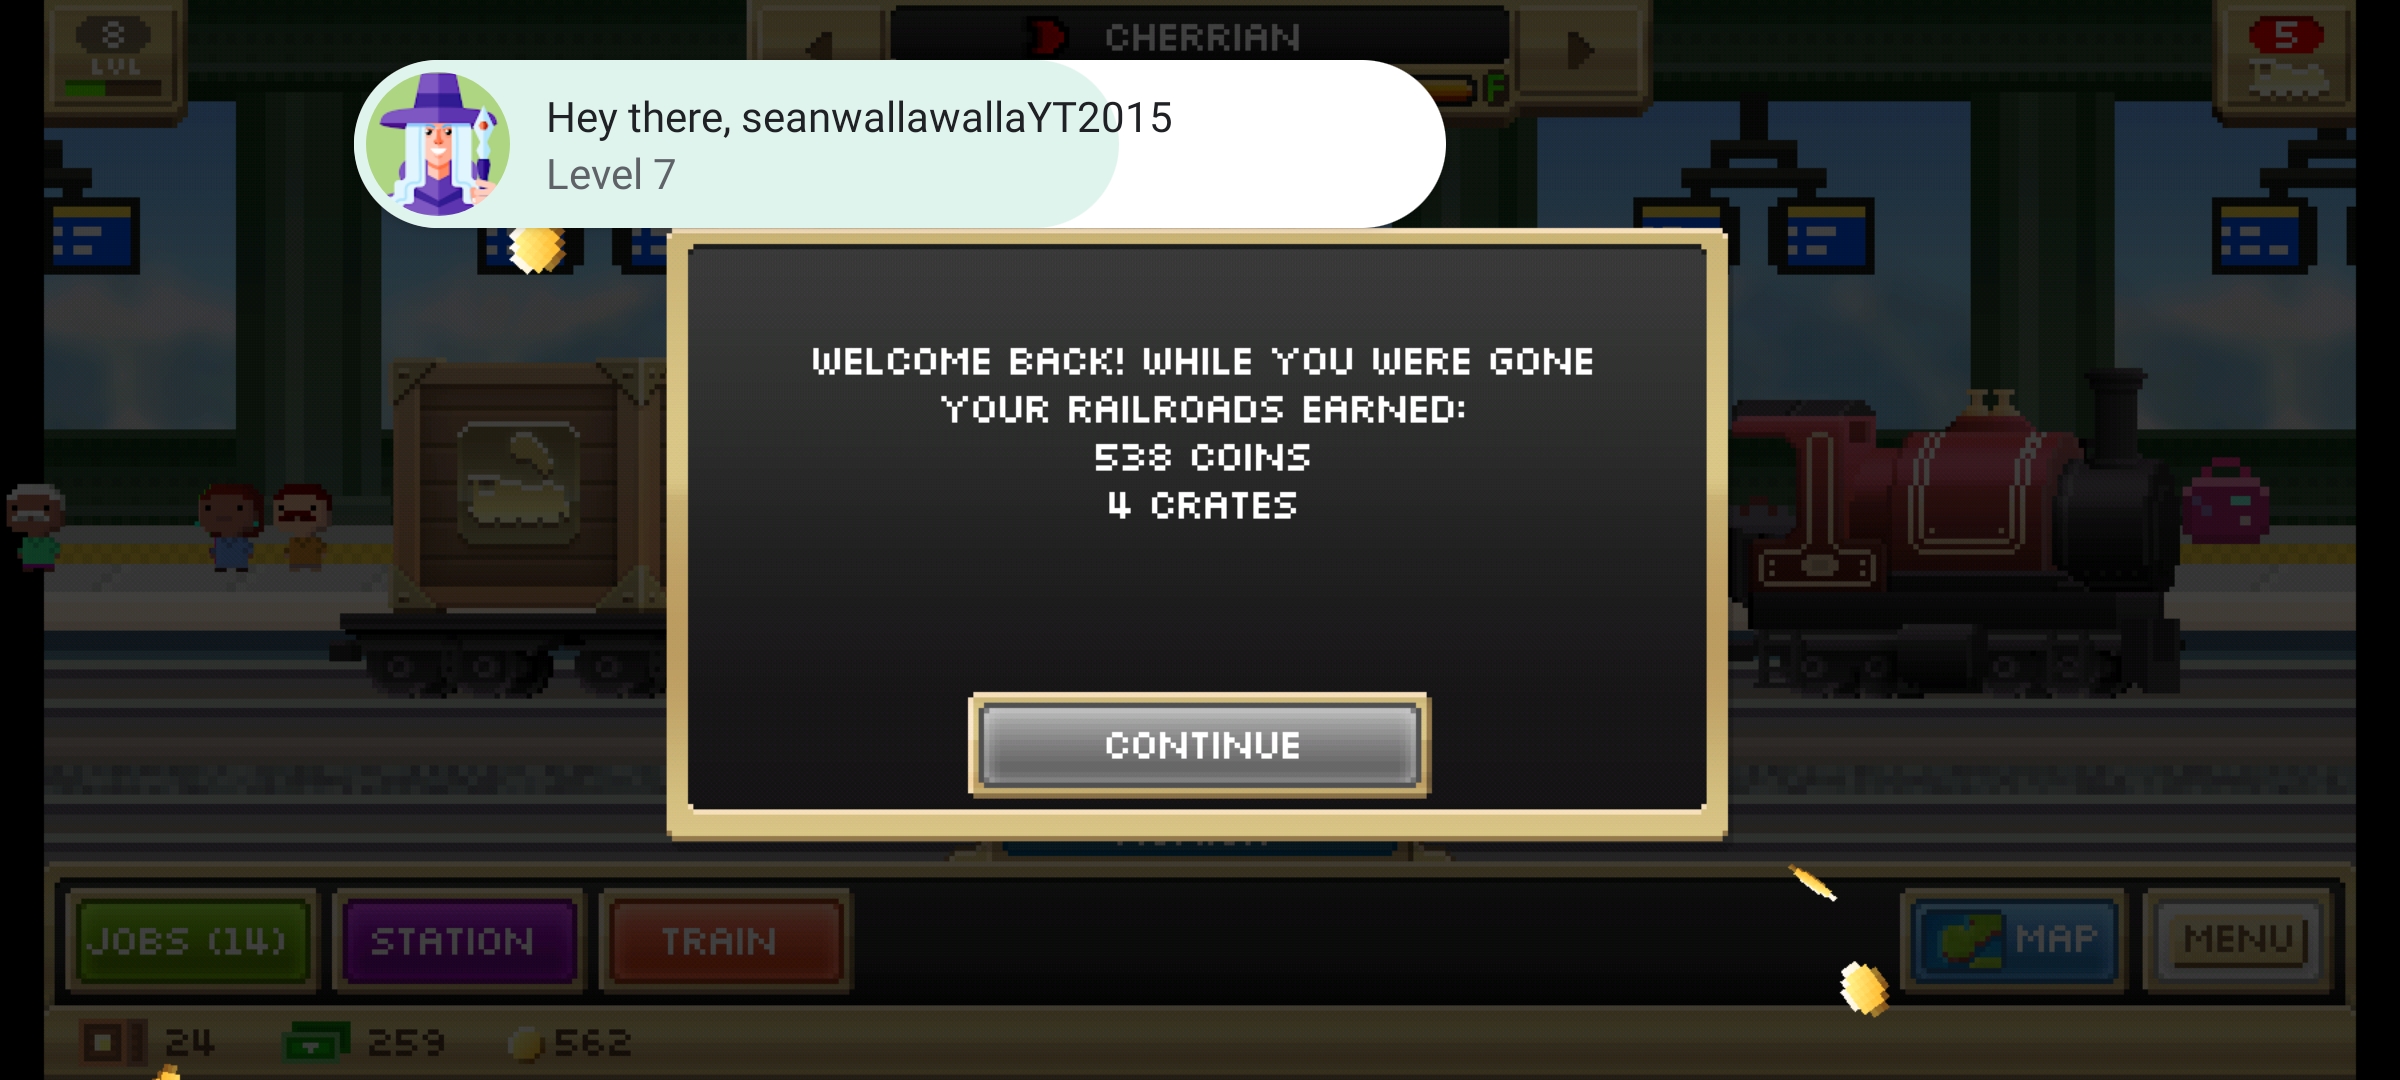 8
LVL
CHERRIAN
F
5
Hey there, seanwallawallaYT2015
Level 7
WELCOME BACK! WHILE YOU WERE GONE
YOUR RAILROADS EARNED:
538 COINS
4 CRATES
CONTINUE
JOBS (14)
STATION
TRAIN
MAP
MENU
24
259
562